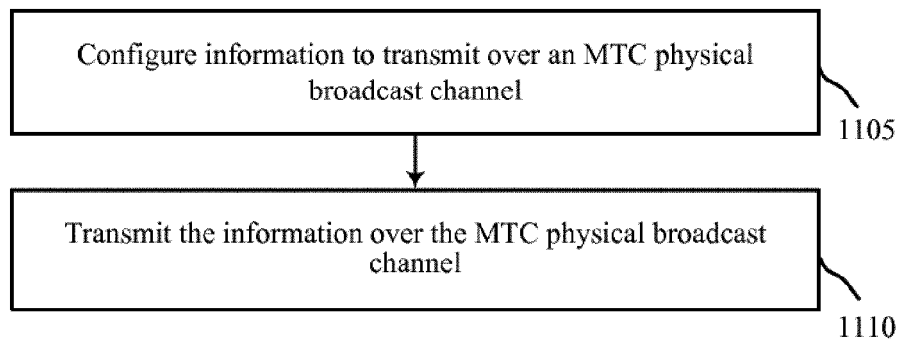 Configure information to transmit over an MTC physical
broadcast channel
1105
Transmit the information over the MTC physical broadcast
channel
1110